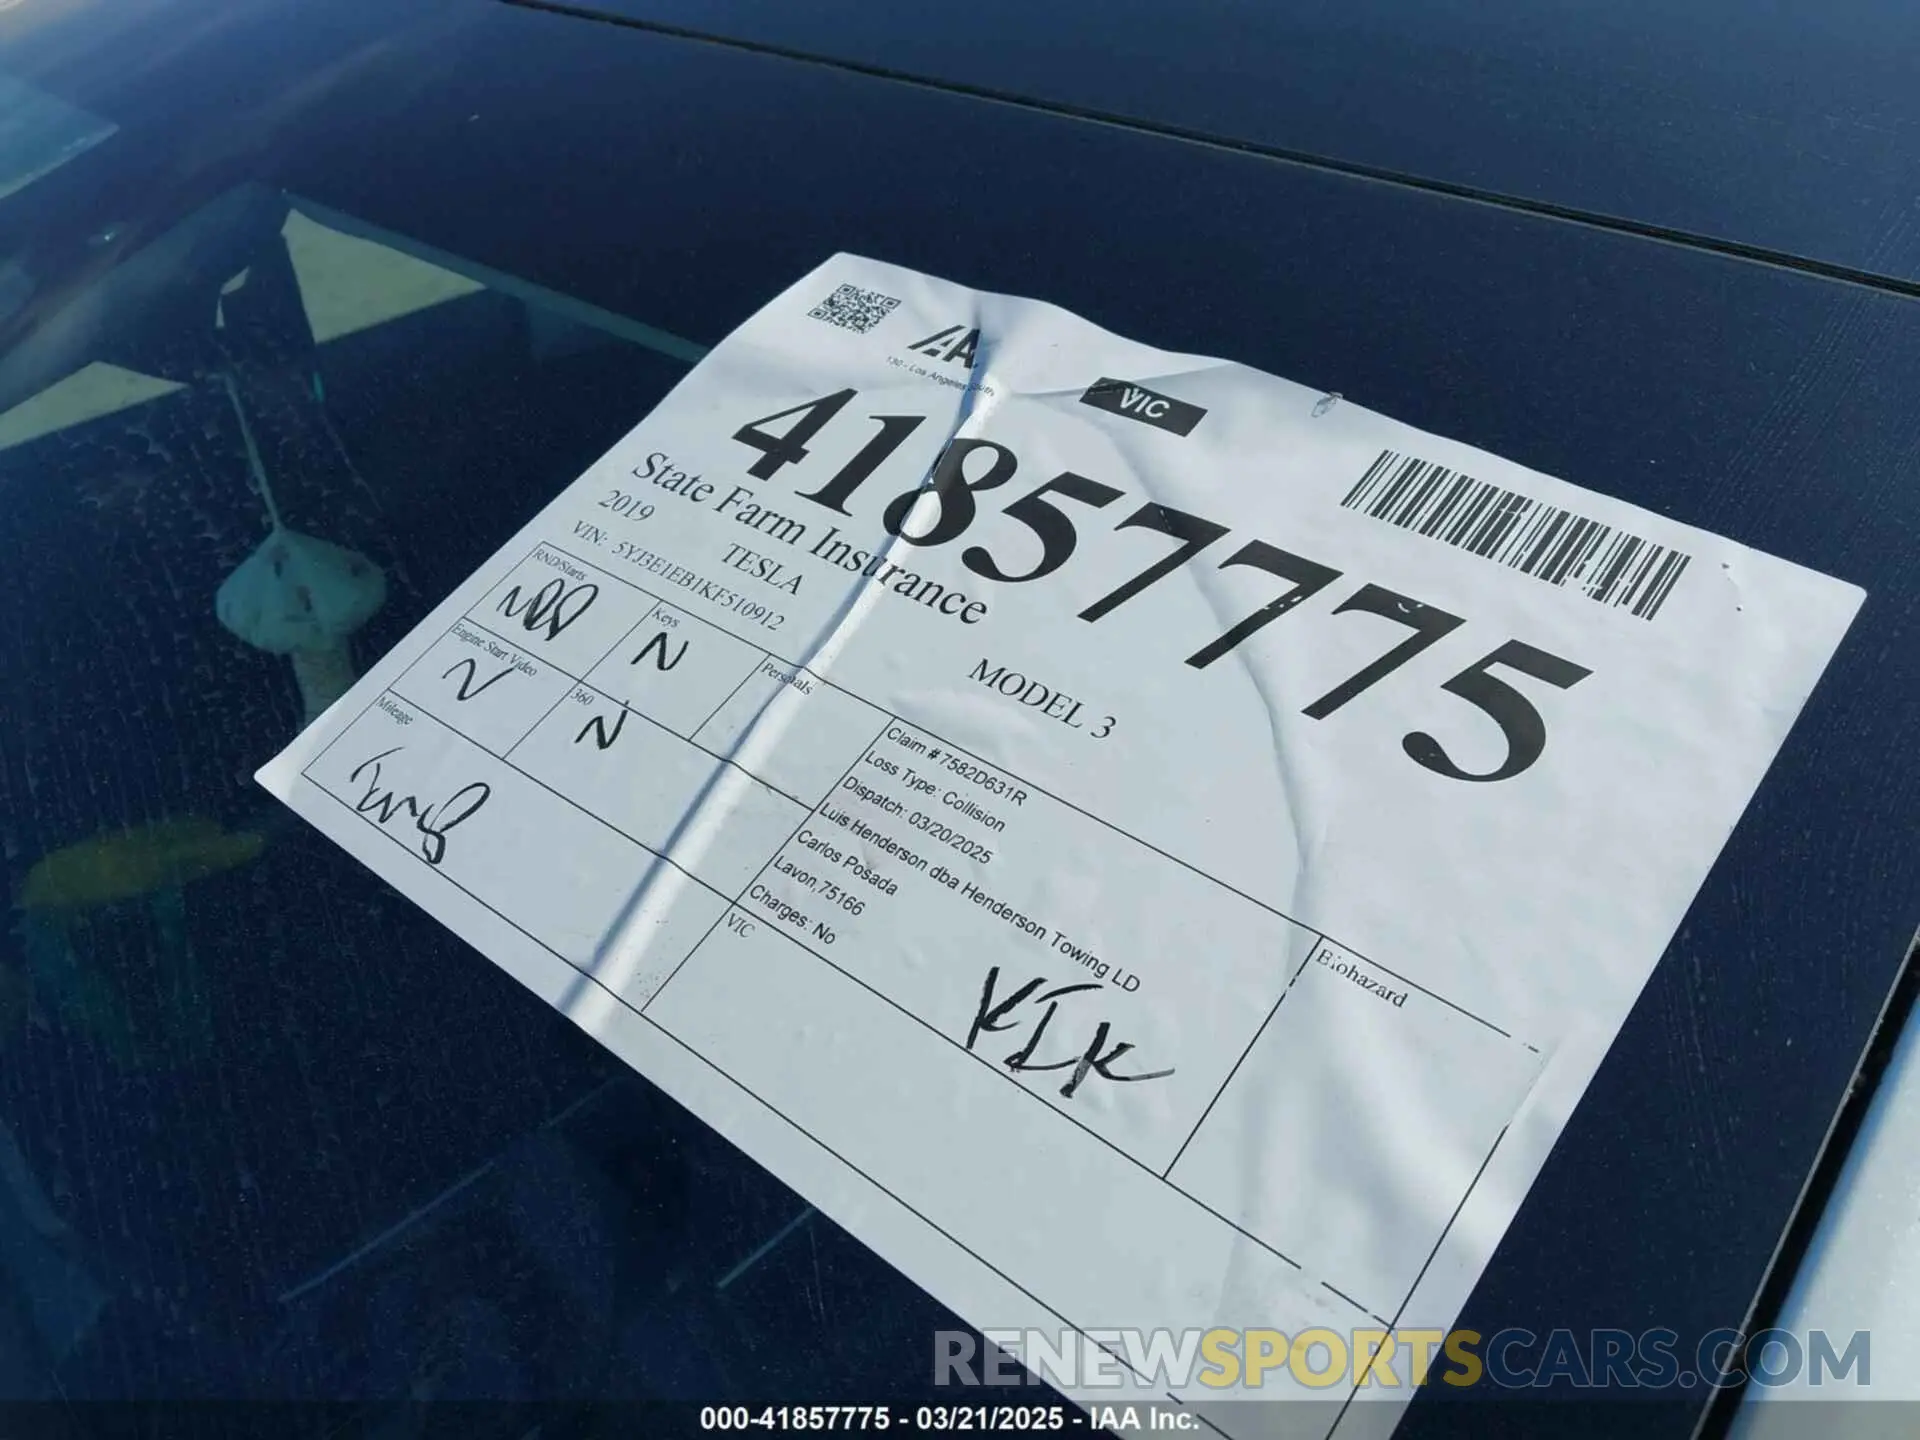 IAA
130 - Los Angeles South
VIC
41857775
State Farm Insurance
2019 TESLA MODEL 3
VIN: 5YJ3E1EB1KF510912
RND/Starts
Keys
N
Personals
Engine Start Video
N
360
N
Mileage
Claim # 7582D631R
Loss Type: Collision
Dispatch: 03/20/2025
Luis Henderson dba Henderson Towing LD
Carlos Posada
Lavon,75166
Charges: No
Biohazard
VIC
RENEWSPORTSCARS.COM
000-41857775 - 03/21/2025 - IAA Inc.